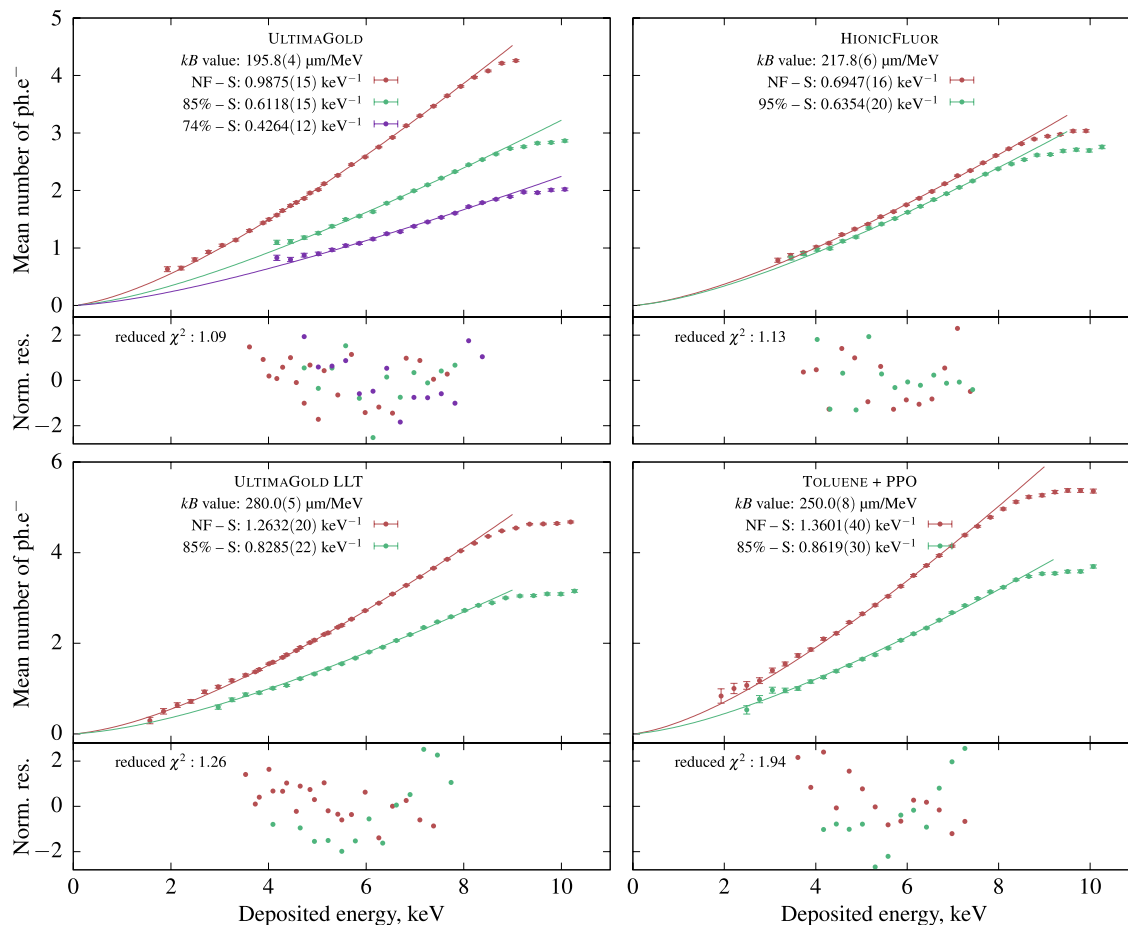 ULTIMAGOLD
kB value: 195.8(4) μm/MeV
NF – S: 0.9875(15) keV⁻¹
85% – S: 0.6118(15) keV⁻¹
74% – S: 0.4264(12) keV⁻¹
Mean number of ph.e⁻
5
4
3
2
1
0
HIONICFLUOR
kB value: 217.8(6) μm/MeV
NF – S: 0.6947(16) keV⁻¹
95% – S: 0.6354(20) keV⁻¹
reduced χ² : 1.09
Norm. res.
2
0
−2
reduced χ² : 1.13
ULTIMAGOLD LLT
kB value: 280.0(5) μm/MeV
NF – S: 1.2632(20) keV⁻¹
85% – S: 0.8285(22) keV⁻¹
Mean number of ph.e⁻
6
4
2
0
TOLUENE + PPO
kB value: 250.0(8) μm/MeV
NF – S: 1.3601(40) keV⁻¹
85% – S: 0.8619(30) keV⁻¹
reduced χ² : 1.26
Norm. res.
2
0
−2
reduced χ² : 1.94
0 2 4 6 8 10
Deposited energy, keV
0 2 4 6 8 10
Deposited energy, keV